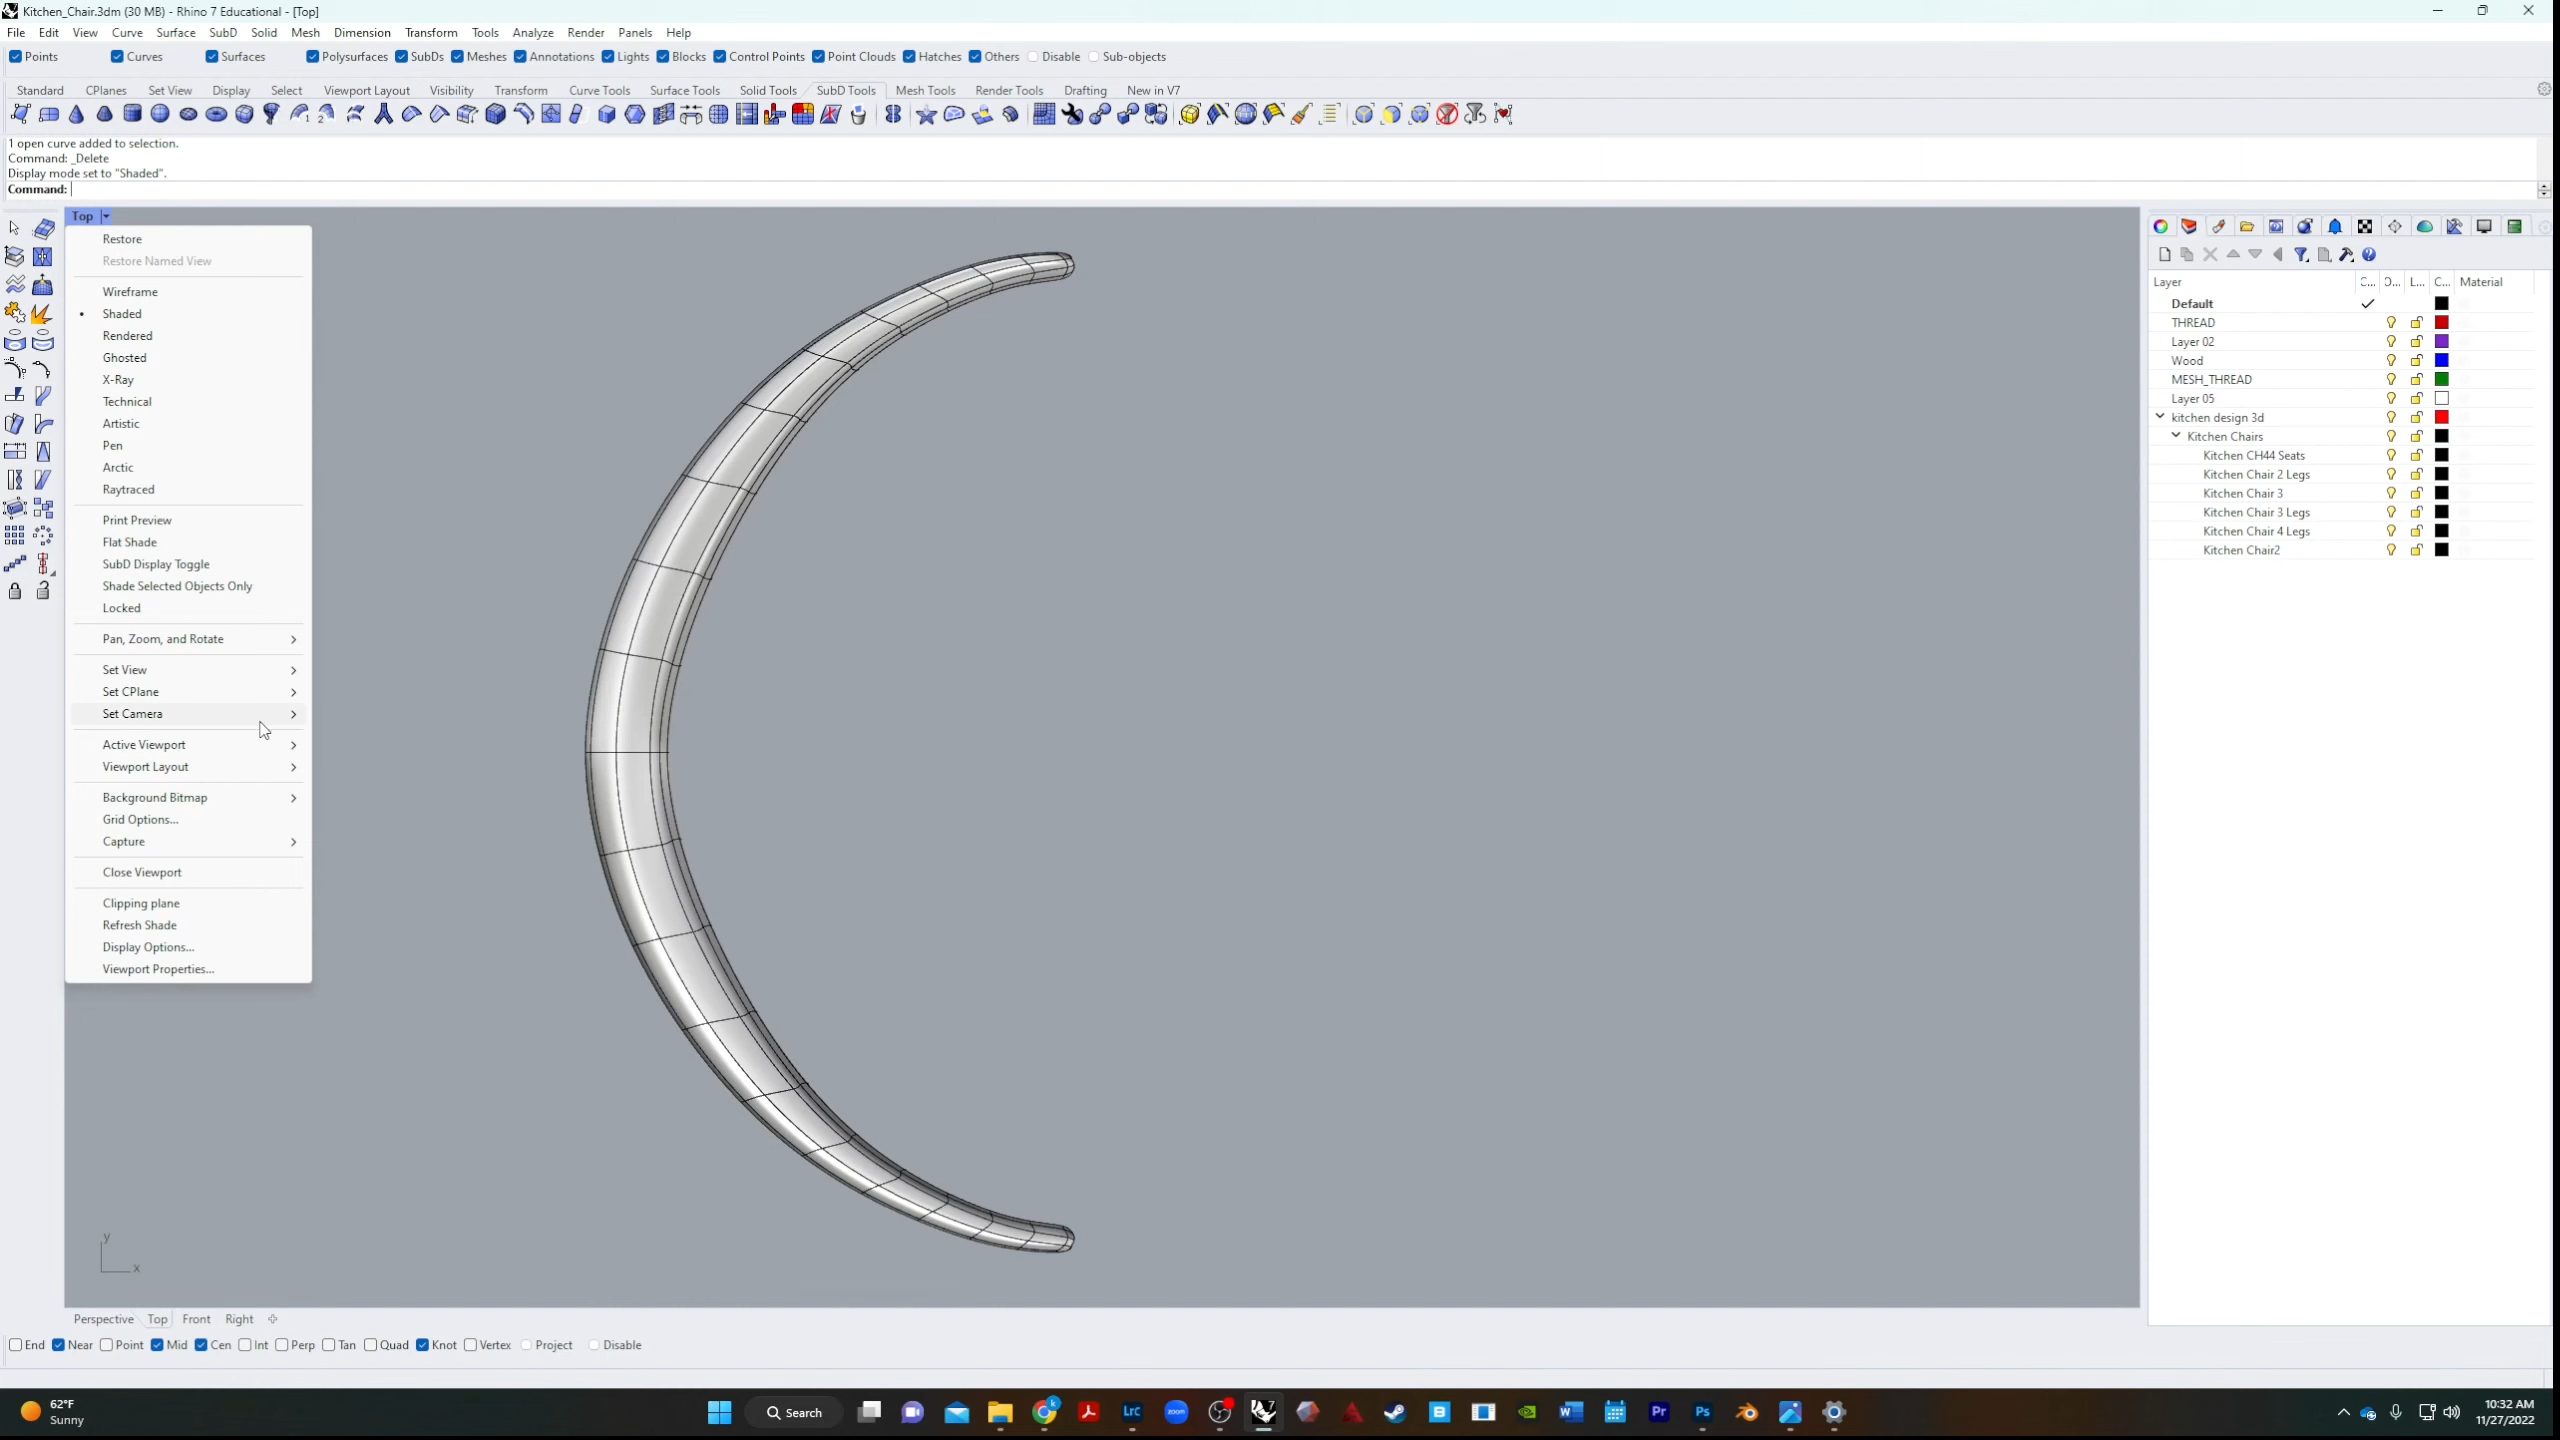 Kitchen_Chair.3dm (30 MB) - Rhino 7 Educational - [Top]
File Edit View Curve Surface SubD Solid Mesh Dimension Transform Tools Analyze Render Panels Help
Points Curves Surfaces Polysurfaces SubDs Meshes Annotations Lights Blocks Control Points Point Clouds Hatches Others Disable Sub-objects
Standard CPlanes Set View Display Select Viewport Layout Visibility Transform Curve Tools Surface Tools Solid Tools SubD Tools Mesh Tools Render Tools Drafting New in V7
1 open curve added to selection.
Command: _Delete
Display mode set to "Shaded".
Command:
Top
Restore
Restore Named View
Wireframe
Shaded
Rendered
Ghosted
X-Ray
Technical
Artistic
Pen
Arctic
Raytraced
Print Preview
Flat Shade
SubD Display Toggle
Shade Selected Objects Only
Locked
Pan, Zoom, and Rotate
Set View
Set CPlane
Set Camera
Active Viewport
Viewport Layout
Background Bitmap
Grid Options...
Capture
Close Viewport
Clipping plane
Refresh Shade
Display Options...
Viewport Properties...
y
x
Layer C... O... L... C... Material
Default
THREAD
Layer 02
Wood
MESH_THREAD
Layer 05
kitchen design 3d
Kitchen Chairs
Kitchen CH44 Seats
Kitchen Chair 2 Legs
Kitchen Chair 3
Kitchen Chair 3 Legs
Kitchen Chair 4 Legs
Kitchen Chair2
Perspective Top Front Right
End Near Point Mid Cen Int Perp Tan Quad Knot Vertex Project Disable
62°F
Sunny
Search
LrC
zoom
7
B
W
Pr
Ps
10:32 AM
11/27/2022